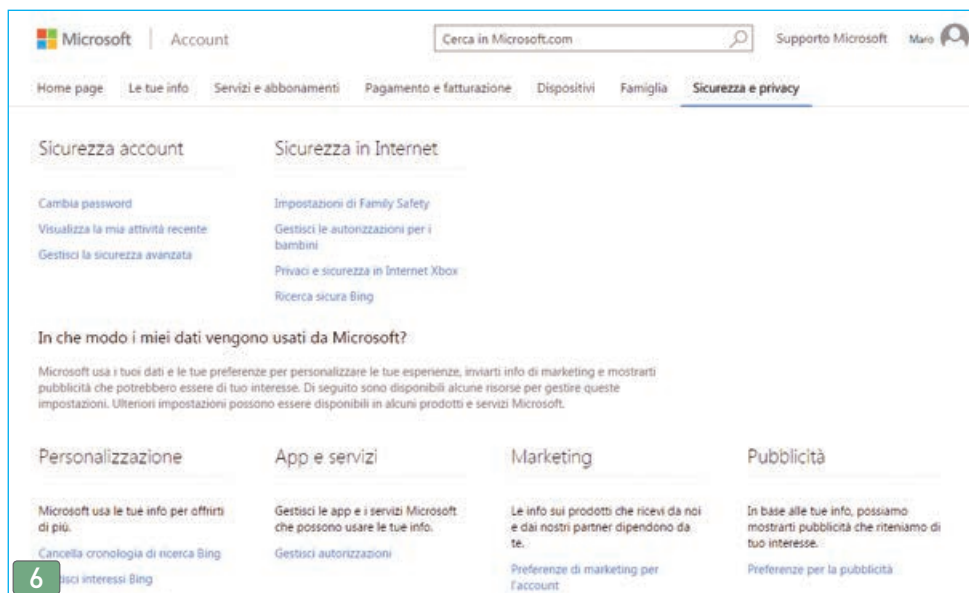 Microsoft | Account Cerca in Microsoft.com Supporto Microsoft Mario
Home page Le tue info Servizi e abbonamenti Pagamento e fatturazione Dispositivi Famiglia Sicurezza e privacy
Sicurezza account
Cambia password
Visualizza la mia attività recente
Gestisci la sicurezza avanzata
Sicurezza in Internet
Impostazioni di Family Safety
Gestisci le autorizzazioni per i
bambini
Privaci e sicurezza in Internet Xbox
Ricerca sicura Bing
In che modo i miei dati vengono usati da Microsoft?
Microsoft usa i tuoi dati e le tue preferenze per personalizzare le tue esperienze, inviarti info di marketing e mostrarti
pubblicità che potrebbero essere di tuo interesse. Di seguito sono disponibili alcune risorse per gestire queste
impostazioni. Ulteriori impostazioni possono essere disponibili in alcuni prodotti e servizi Microsoft.
Personalizzazione
Microsoft usa le tue info per offrirti
di più.
Cancella cronologia di ricerca Bing
interessi Bing
App e servizi
Gestisci le app e i servizi Microsoft
che possono usare le tue info.
Gestisci autorizzazioni
Marketing
Le info sui prodotti che ricevi da noi
e dai nostri partner dipendono da
te.
Preferenze di marketing per
l'account
Pubblicità
In base alle tue info, possiamo
mostrarti pubblicità che riteniamo di
tuo interesse.
Preferenze per la pubblicità
6